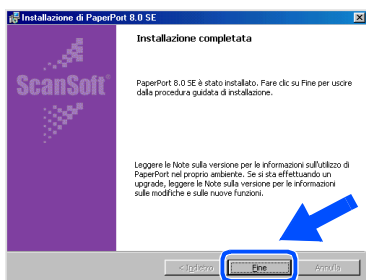 Installazione di PaperPort 8.0 SE
Installazione completata
ScanSoft®
PaperPort 8.0 SE è stato installato. Fare clic su Fine per uscire
dalla procedura guidata di installazione.
Leggere le Note sulla versione per le informazioni sull'utilizzo di
PaperPort nel proprio ambiente. Se si sta effettuando un
upgrade, leggere le Note sulla versione per le informazioni
sulle modifiche e sulle nuove funzioni.
< Indietro Fine Annulla